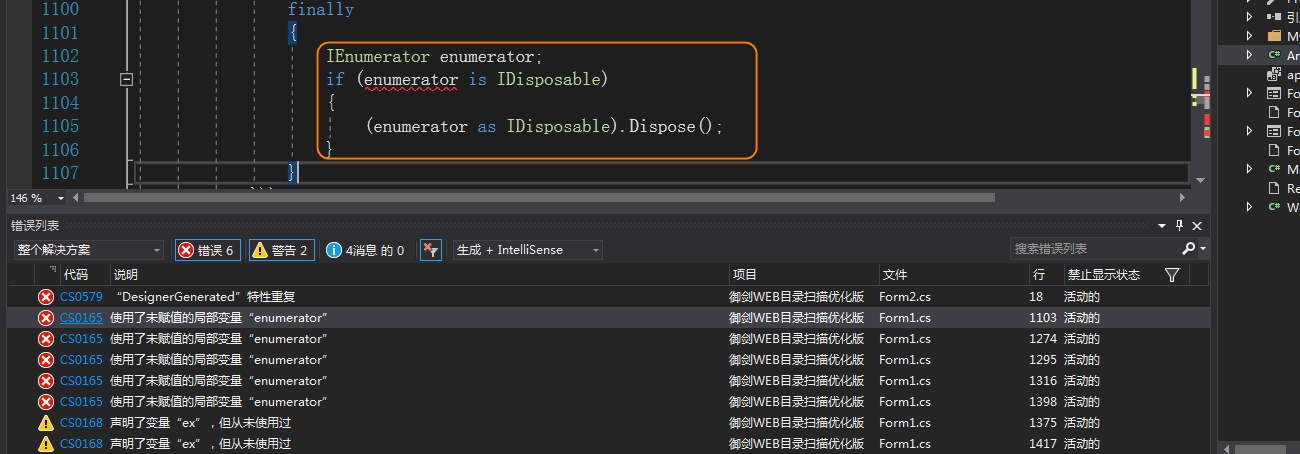 1100 finally
1101 {
1102 IEnumerator enumerator;
1103 if (enumerator is IDisposable)
1104 {
1105 (enumerator as IDisposable).Dispose();
1106 }
1107 }
引
My
An
ap
Fo
Fo
Fo
Fo
Mo
Re
W
146 %
错误列表
整个解决方案 错误 6 警告 2 4消息 的 0 生成 + IntelliSense 搜索错误列表
代码 说明 项目 文件 行 禁止显示状态
CS0579 “DesignerGenerated”特性重复 御剑WEB目录扫描优化版 Form2.cs 18 活动的
CS0165 使用了未赋值的局部变量“enumerator” 御剑WEB目录扫描优化版 Form1.cs 1103 活动的
CS0165 使用了未赋值的局部变量“enumerator” 御剑WEB目录扫描优化版 Form1.cs 1274 活动的
CS0165 使用了未赋值的局部变量“enumerator” 御剑WEB目录扫描优化版 Form1.cs 1295 活动的
CS0165 使用了未赋值的局部变量“enumerator” 御剑WEB目录扫描优化版 Form1.cs 1316 活动的
CS0165 使用了未赋值的局部变量“enumerator” 御剑WEB目录扫描优化版 Form1.cs 1398 活动的
CS0168 声明了变量“ex”，但从未使用过 御剑WEB目录扫描优化版 Form1.cs 1375 活动的
CS0168 声明了变量“ex”，但从未使用过 御剑WEB目录扫描优化版 Form1.cs 1417 活动的